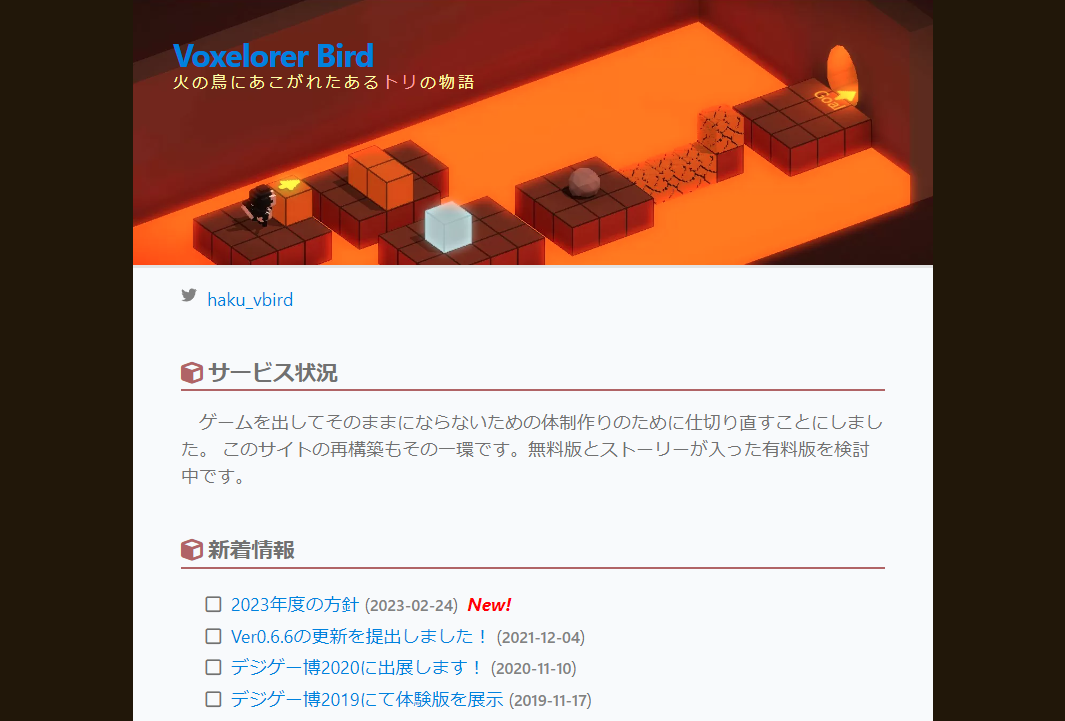 Voxelorer Bird
火の鳥にあこがれたあるトリの物語
Goal
haku_vbird
サービス状況
ゲームを出してそのままにならないための体制作りのために仕切り直すことにしまし
た。 このサイトの再構築もその一環です。無料版とストーリーが入った有料版を検討
中です。
新着情報
2023年度の方針 (2023-02-24) New!
Ver0.6.6の更新を提出しました！ (2021-12-04)
デジゲー博2020に出展します！ (2020-11-10)
デジゲー博2019にて体験版を展示 (2019-11-17)